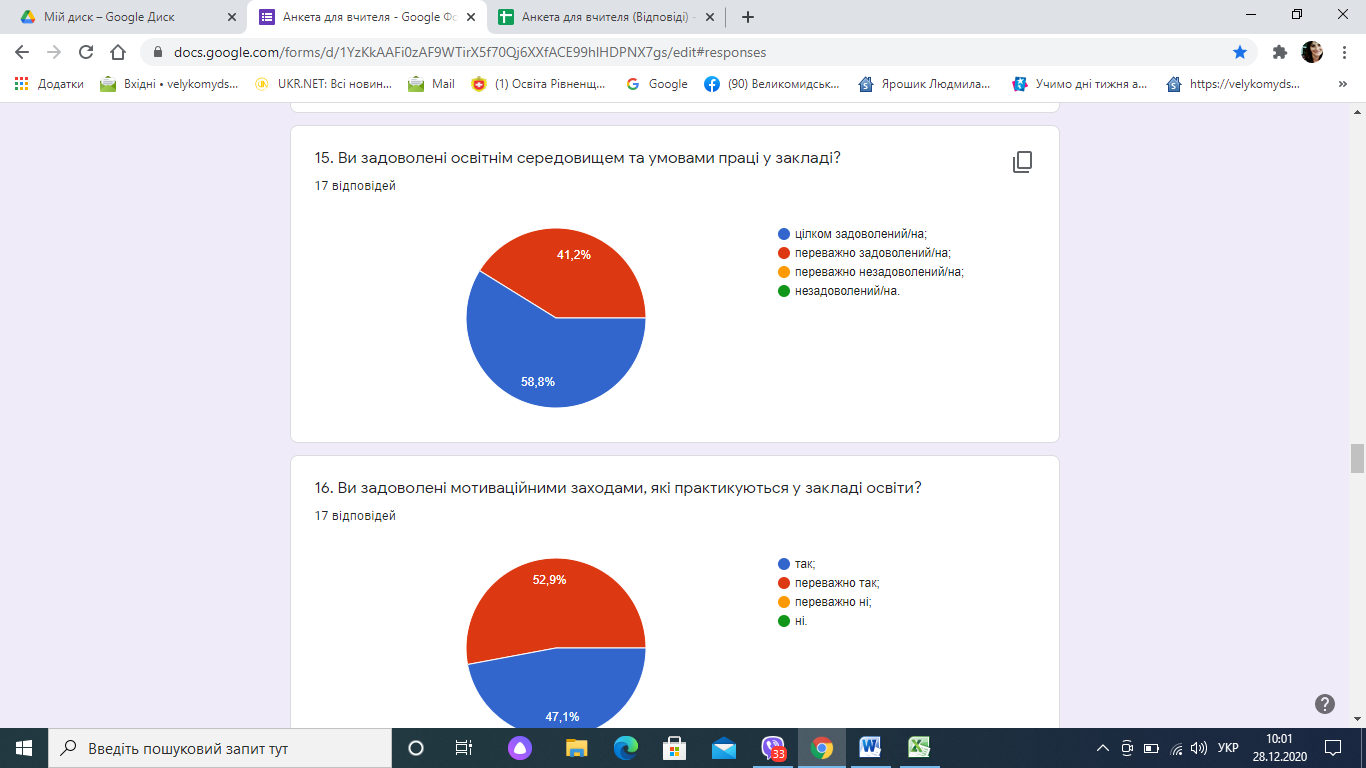 Мій диск – Google Диск
Анкета для вчителя - Google Фо
Анкета для вчителя (Відповіді) -
docs.google.com/forms/d/1YzKkAAFi0zAF9WTirX5f70Qj6XXfACE99hlHDPNX7gs/edit#responses
Додатки
Вхідні • velykomyds...
UKR.NET: Всі новин...
Mail
(1) Освіта Рівненщ...
Google
(90) Великомидськ...
Ярошик Людмила...
Учимо дні тижня а...
https://velykomyds...
»
15. Ви задоволені освітнім середовищем та умовами праці у закладі?
17 відповідей
41,2%
58,8%
цілком задоволений/на;
переважно задоволений/на;
переважно незадоволений/на;
незадоволений/на.
16. Ви задоволені мотиваційними заходами, які практикуються у закладі освіти?
17 відповідей
52,9%
47,1%
так;
переважно так;
переважно ні;
ні.
Введіть пошуковий запит тут
33
УКР
10:01
28.12.2020